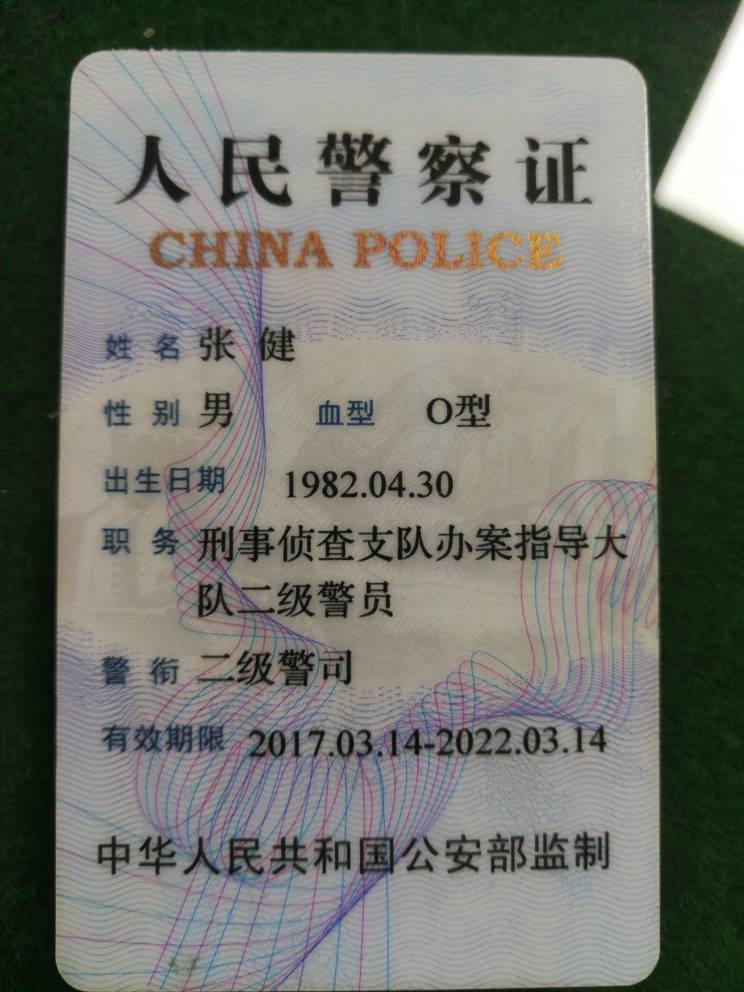 人民警察证
CHINA POLICE
姓名 张健
性别 男 血型 O型
出生日期 1982.04.30
职务 刑事侦查支队办案指导大
队二级警员
警衔 二级警司
有效期限 2017.03.14-2022.03.14
中华人民共和国公安部监制